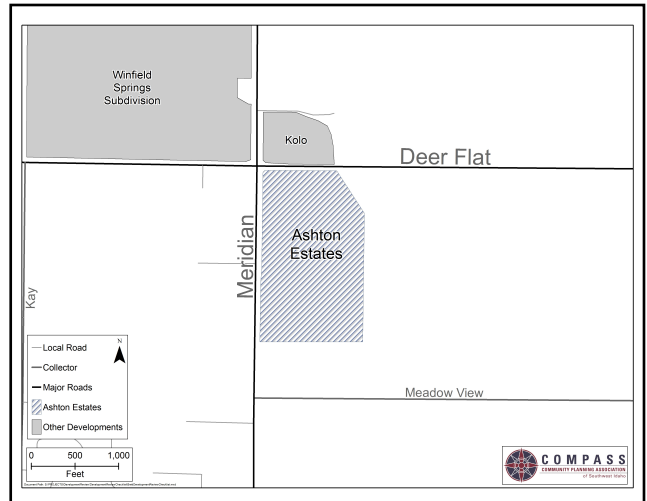 Winfield
Springs
Subdivision
Kolo
Deer Flat
Meridian
Ashton
Estates
Kay
Meadow View
N
Local Road
Collector
Major Roads
Ashton Estates
Other Developments
0 500 1,000
Feet
COMPASS
COMMUNITY PLANNING ASSOCIATION
of Southwest Idaho